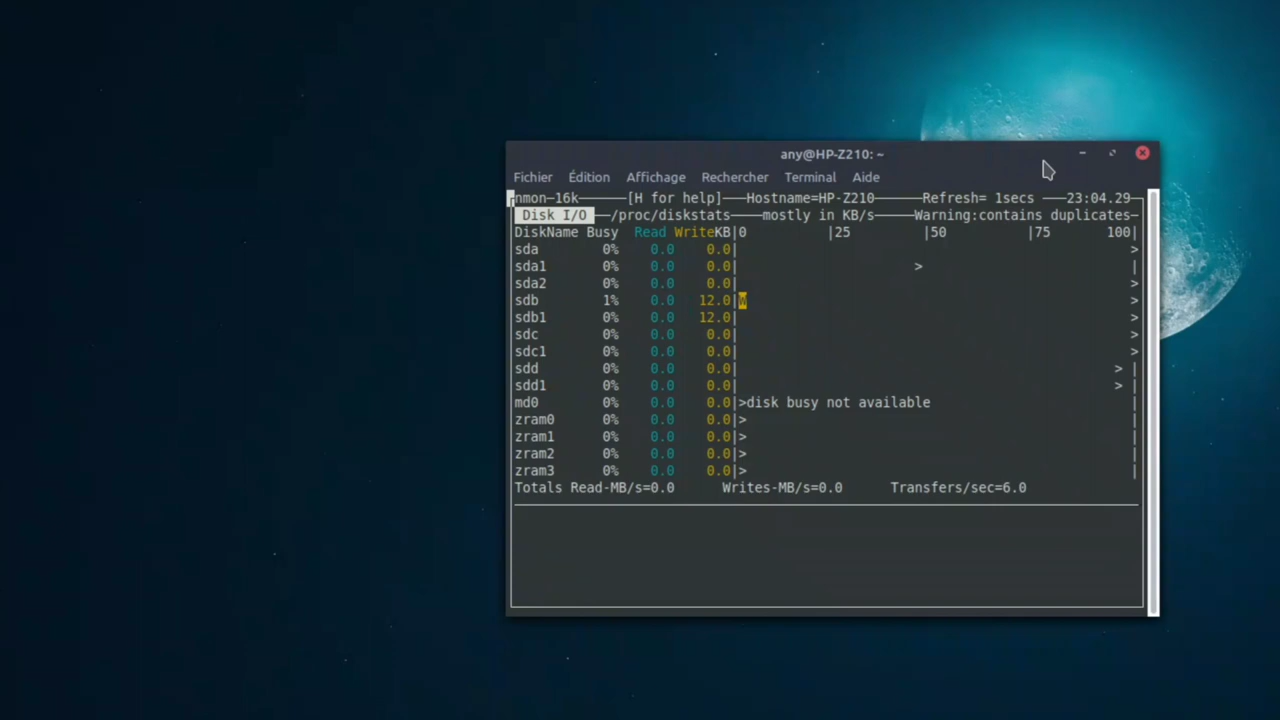 any@HP-Z210: ~
Fichier Édition Affichage Rechercher Terminal Aide
nmon─16k──────[H for help]───Hostname=HP-Z210──────Refresh= 1secs ───23:04.29─
Disk I/O ──/proc/diskstats────mostly in KB/s─────Warning:contains duplicates─
DiskName Busy  Read WriteKB|0           |25         |50          |75       100|
sda         0%    0.0    0.0|                                                 >
sda1        0%    0.0    0.0|                      >                          |
sda2        0%    0.0    0.0|                                                 >
sdb         1%    0.0   12.0|W                                                >
sdb1        0%    0.0   12.0|                                                 >
sdc         0%    0.0    0.0|                                                 >
sdc1        0%    0.0    0.0|                                                 >
sdd         0%    0.0    0.0|                                               > |
sdd1        0%    0.0    0.0|                                               > |
md0         0%    0.0    0.0|>disk busy not available                         |
zram0       0%    0.0    0.0|>                                                |
zram1       0%    0.0    0.0|>                                                |
zram2       0%    0.0    0.0|>                                                |
zram3       0%    0.0    0.0|>                                                |
Totals Read-MB/s=0.0      Writes-MB/s=0.0      Transfers/sec=6.0